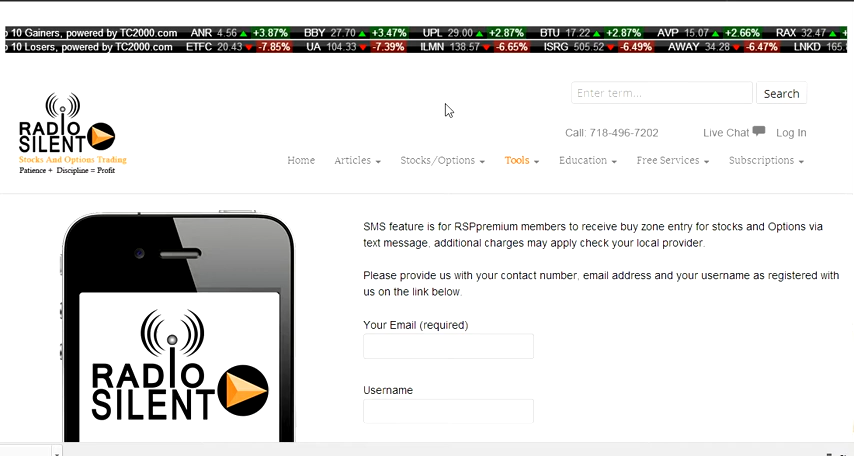 10 Gainers, powered by TC2000.com ANR 4.56 +3.87% BBY 27.70 +3.47% UPL 29.00 +2.87% BTU 17.22 +2.87% AVP 15.07 +2.66% RAX 32.47
10 Losers, powered by TC2000.com ETFC 20.43 -7.85% UA 104.33 -7.39% ILMN 138.57 -6.65% ISRG 505.52 -6.49% AWAY 34.28 -6.47% LNKD 165.
Enter term... Search
RADIO
SILENT
Stocks And Options Trading
Patience + Discipline = Profit
Call: 718-496-7202 Live Chat Log In
Home Articles Stocks/Options Tools Education Free Services Subscriptions
RADIO
SILENT
SMS feature is for RSPpremium members to receive buy zone entry for stocks and Options via
text message, additional charges may apply check your local provider.
Please provide us with your contact number, email address and your username as registered with
us on the link below.
Your Email (required)
Username